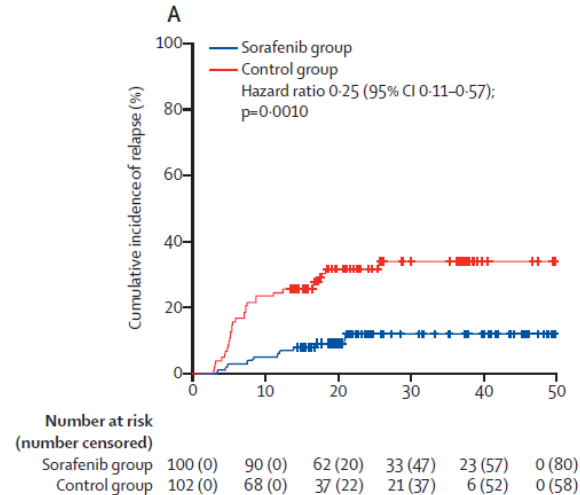 A
Sorafenib group
Control group
Hazard ratio 0·25 (95% CI 0·11–0·57);
p=0·0010
Cumulative incidence of relapse (%)
100
80
60
40
20
0
0 10 20 30 40 50
Number at risk
(number censored)
Sorafenib group 100 (0) 90 (0) 62 (20) 33 (47) 23 (57) 0 (80)
Control group 102 (0) 68 (0) 37 (22) 21 (37) 6 (52) 0 (58)